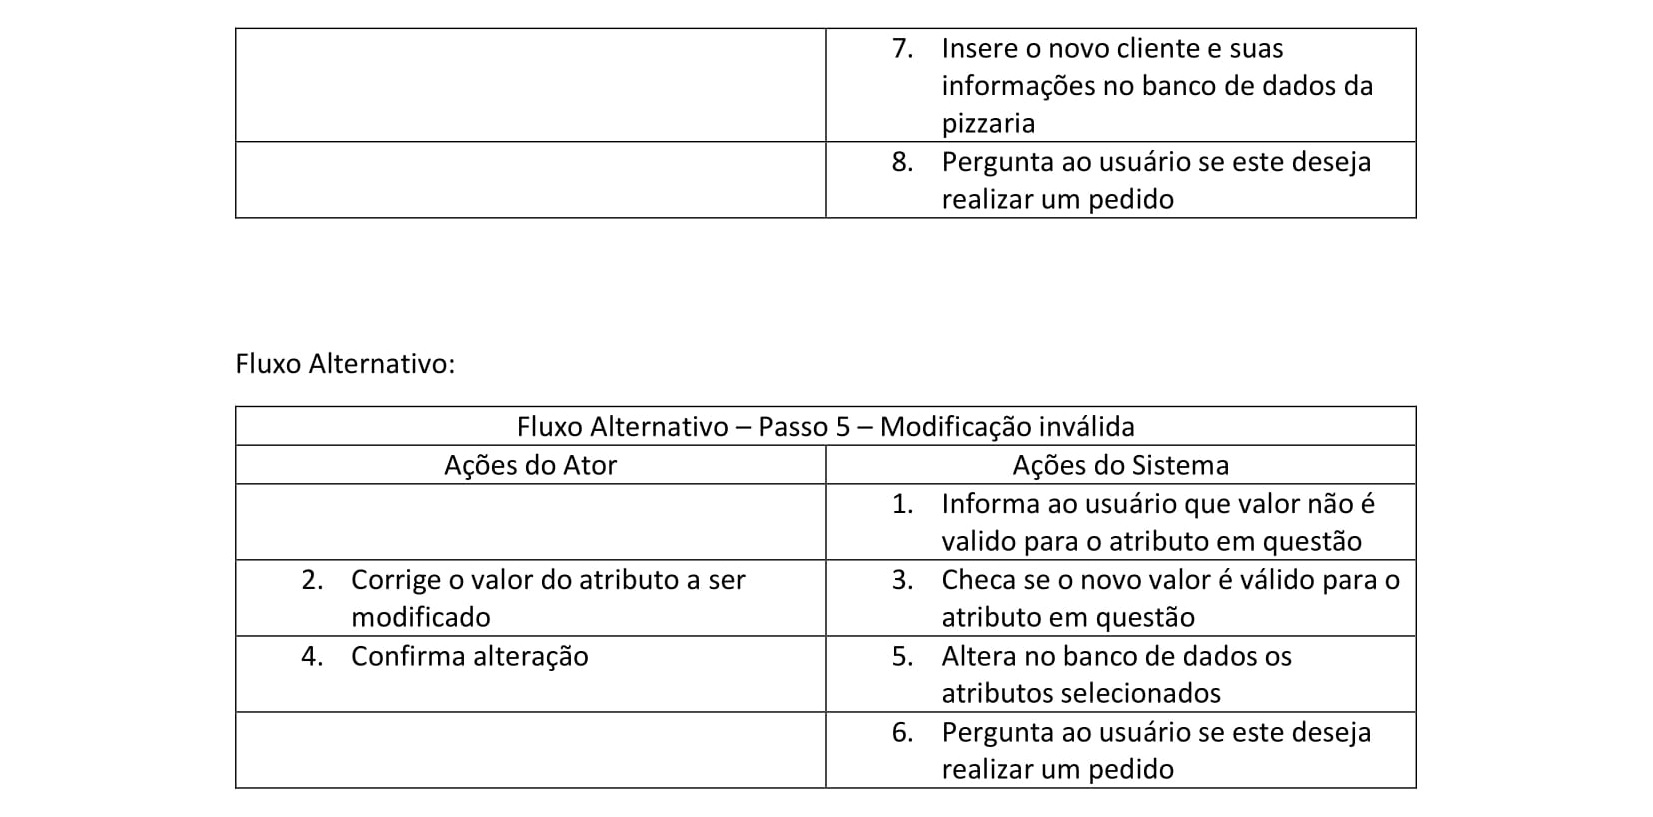 7. Insere o novo cliente e suas
informações no banco de dados da
pizzaria
8. Pergunta ao usuário se este deseja
realizar um pedido
Fluxo Alternativo:
Fluxo Alternativo – Passo 5 – Modificação inválida
Ações do Ator
Ações do Sistema
1. Informa ao usuário que valor não é
valido para o atributo em questão
2. Corrige o valor do atributo a ser
modificado
3. Checa se o novo valor é válido para o
atributo em questão
4. Confirma alteração
5. Altera no banco de dados os
atributos selecionados
6. Pergunta ao usuário se este deseja
realizar um pedido